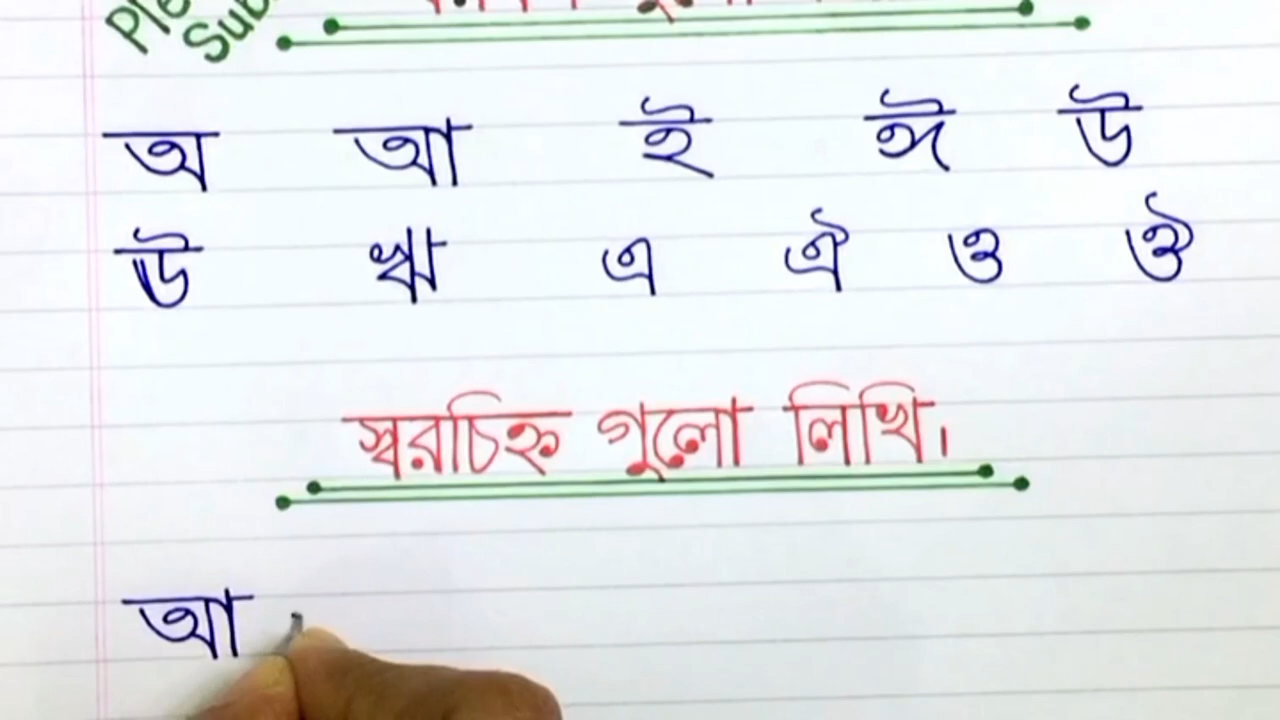 অ আ ই ঈ উ
ঊ ঋ এ ঐ ও ঔ
স্বরচিহ্ন গুলো লিখি।
আ